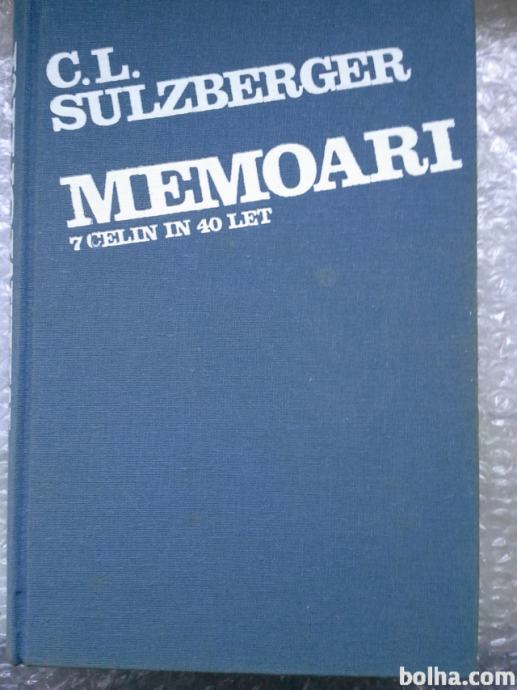 C.L.
SULZBERGER
MEMOARI
7 CELIN IN 40 LET
bolha.com